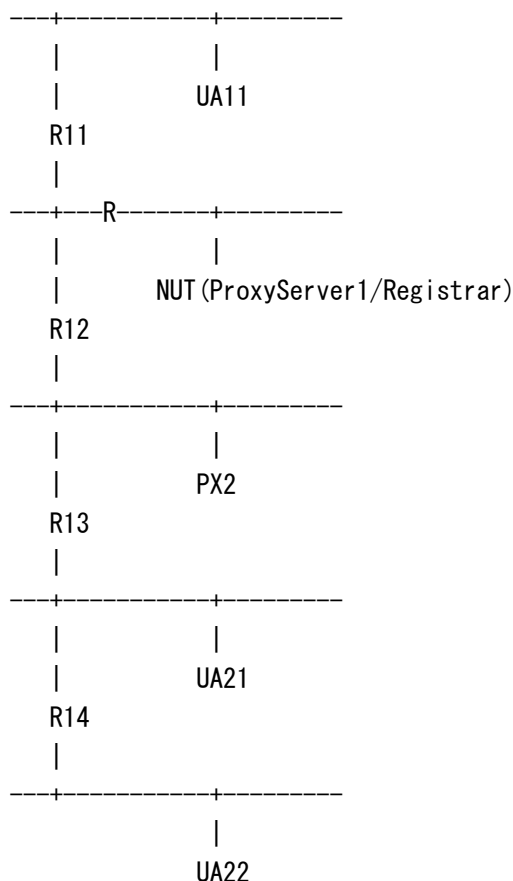 UA11
R11
R
NUT(ProxyServer1/Registrar)
R12
PX2
R13
UA21
R14
UA22